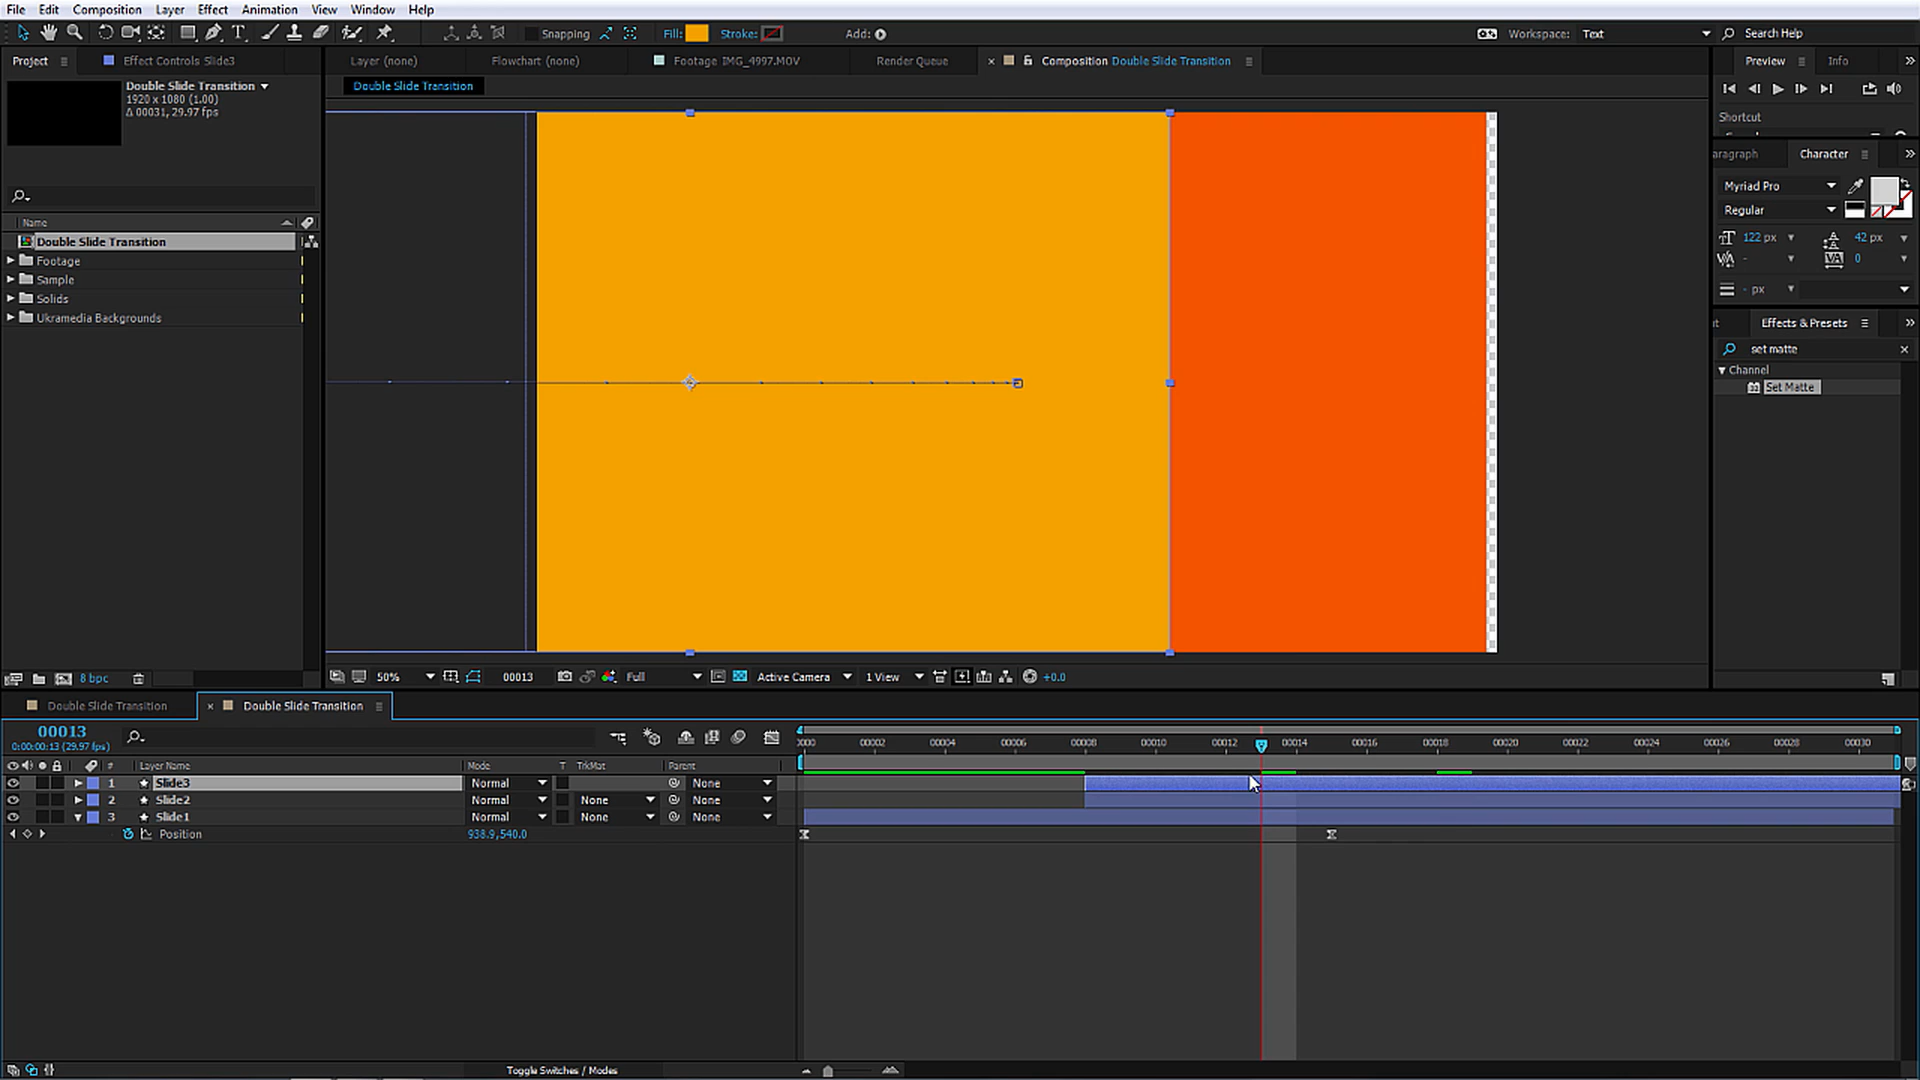 File Edit Composition Layer Effect Animation View Window Help
Snapping Fill: Stroke: Add: Workspace: Text Search Help
Project Effect Controls Slide3 Layer (none) Flowchart (none) Footage IMG_4997.MOV Render Queue Composition Double Slide Transition Preview Info
Double Slide Transition
1920 x 1080 (1.00)
Δ 00031, 29.97 fps
Double Slide Transition
Shortcut
aragraph Character
Myriad Pro
Regular
122 px 42 px
0
- px
Name
Double Slide Transition
Footage
Sample
Solids
Ukramedia Backgrounds
Effects & Presets
set matte
Channel
Set Matte
8 bpc 50% 00013 Full Active Camera 1 View +0.0
Double Slide Transition Double Slide Transition
00013
0:00:00:13 (29.97 fps)
0000 00002 00004 00006 00008 00010 00012 00014 00016 00018 00020 00022 00024 00026 00028 00030
# Layer Name Mode T TrkMat Parent
1 Slide3 Normal None
2 Slide2 Normal None None
3 Slide1 Normal None None
Position 938.9,540.0
Toggle Switches / Modes